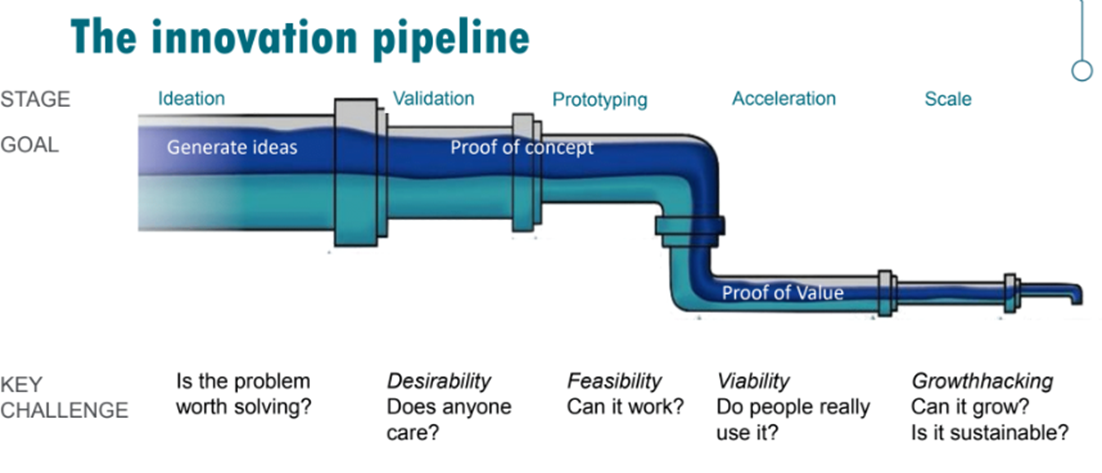 The innovation pipeline
STAGE Ideation Validation Prototyping Acceleration Scale
GOAL Generate ideas Proof of concept
Proof of Value
KEY CHALLENGE
Is the problem worth solving?
Desirability
Does anyone care?
Feasibility
Can it work?
Viability
Do people really use it?
Growthhacking
Can it grow?
Is it sustainable?